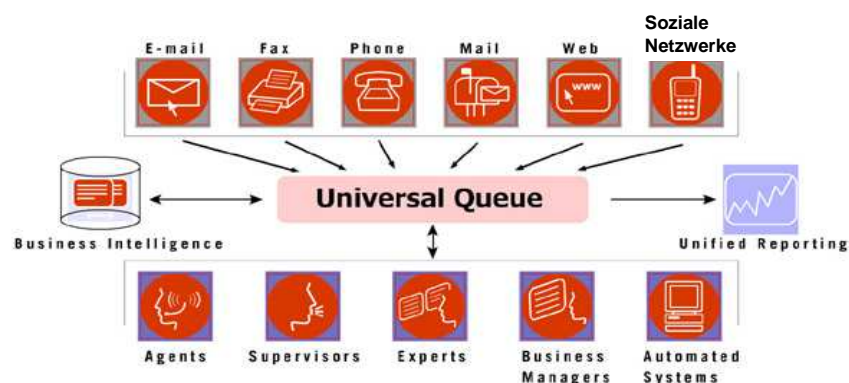 E-mail
Fax
Phone
Mail
Web
Soziale
Netzwerke
www
Universal Queue
Business Intelligence
Unified Reporting
Agents
Supervisors
Experts
Business
Managers
Automated
Systems